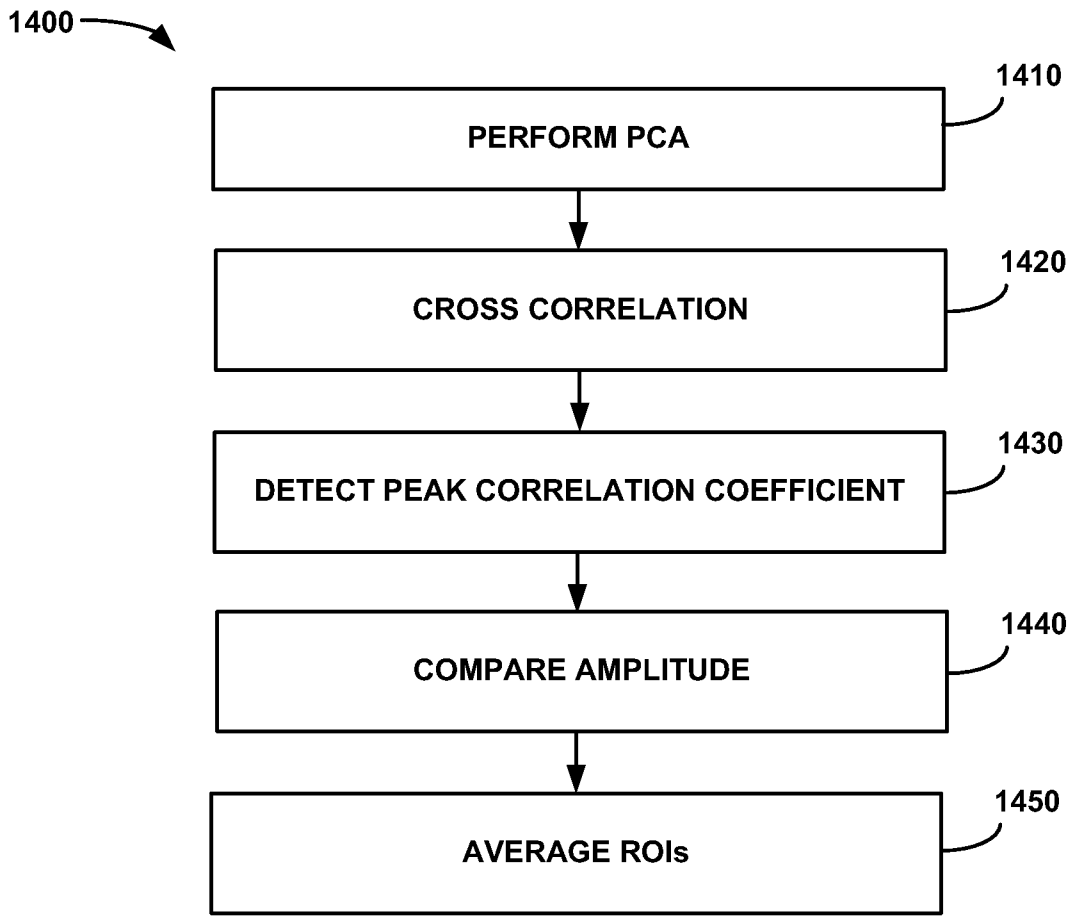 1400
1410
PERFORM PCA
1420
CROSS CORRELATION
1430
DETECT PEAK CORRELATION COEFFICIENT
1440
COMPARE AMPLITUDE
1450
AVERAGE ROIs